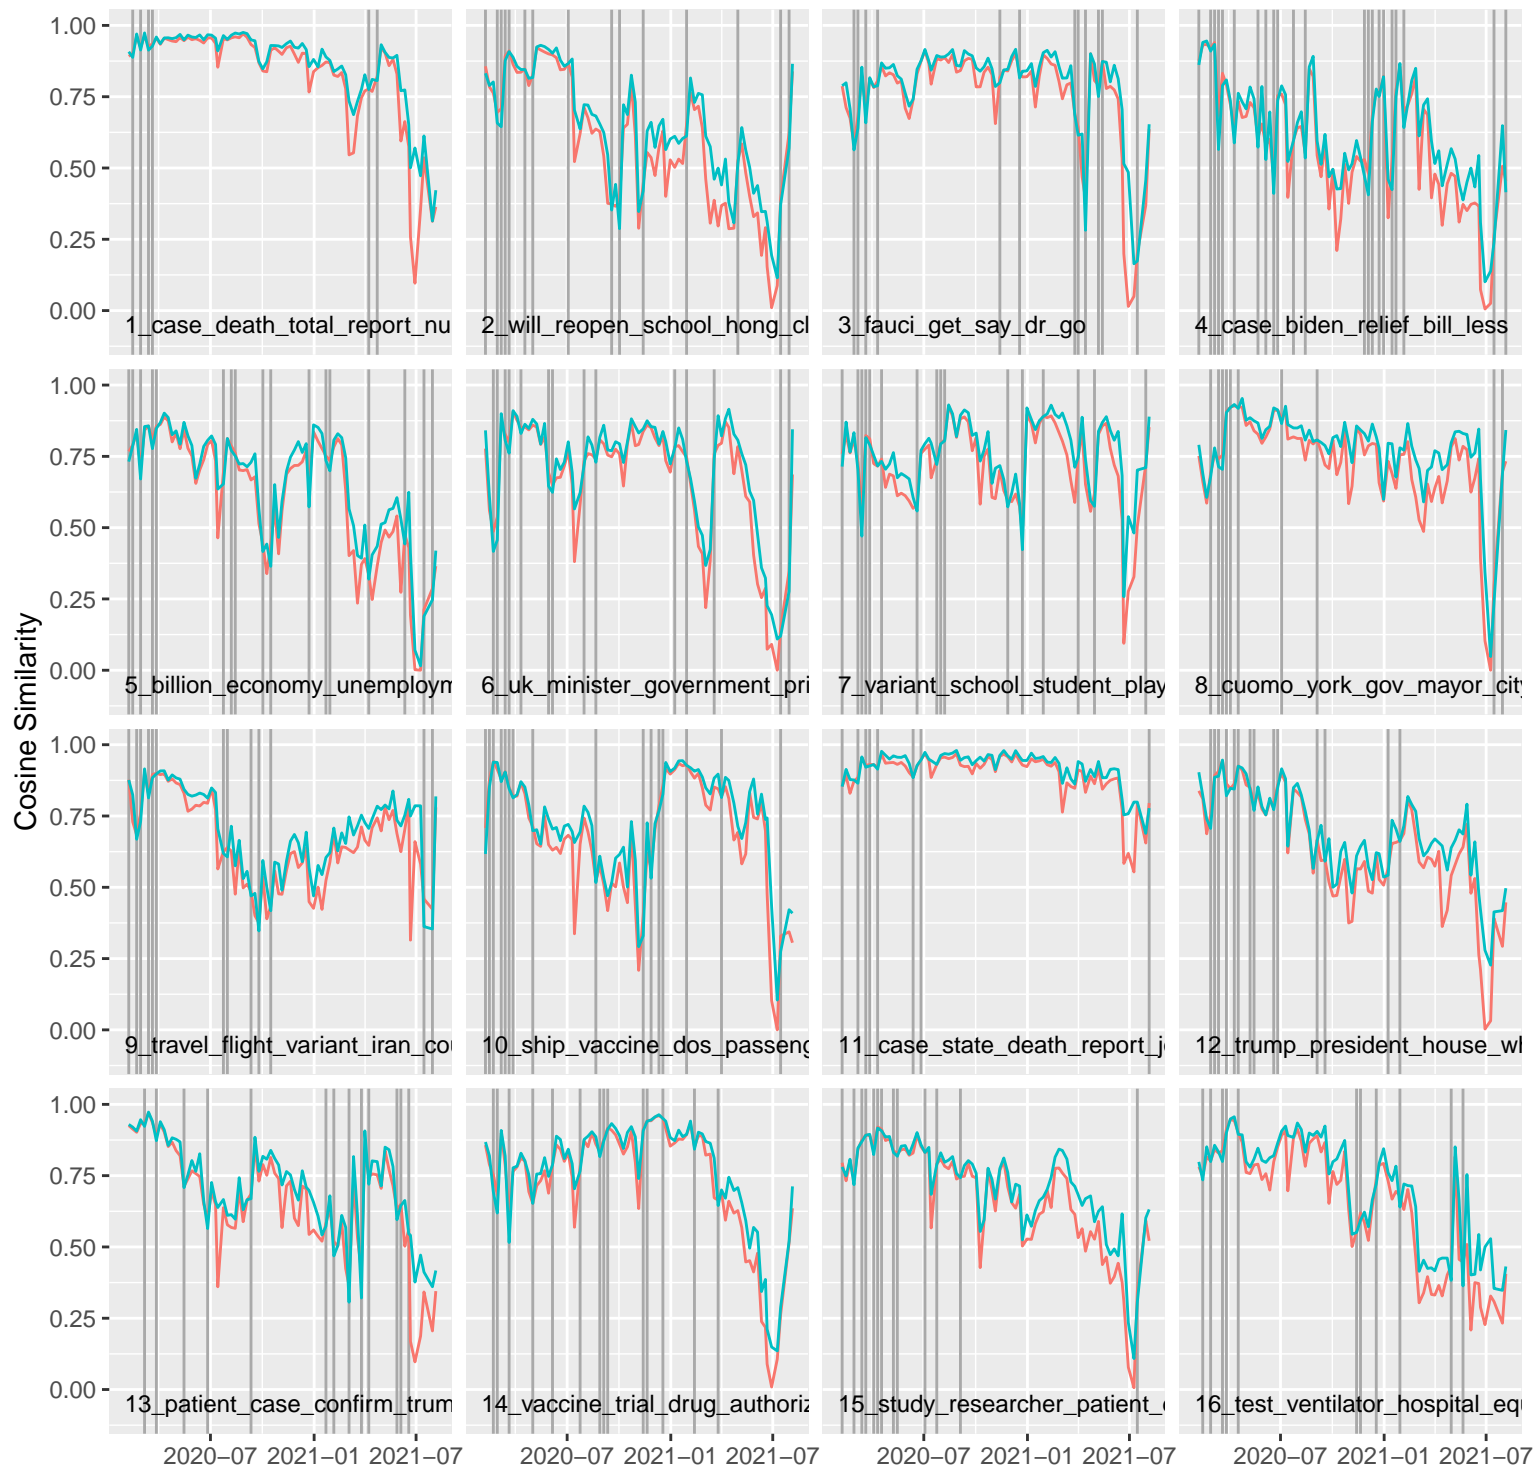 Cosine Similarity
1.00
0.75
0.50
0.25
0.00
1_case_death_total_report_nu
2_will_reopen_school_hong_cl
3_fauci_get_say_dr_go
4_case_biden_relief_bill_less
1.00
0.75
0.50
0.25
0.00
5_billion_economy_unemploym
6_uk_minister_government_pri
7_variant_school_student_play
8_cuomo_york_gov_mayor_city
1.00
0.75
0.50
0.25
0.00
9_travel_flight_variant_iran_cou
10_ship_vaccine_dos_passeng
11_case_state_death_report_j
12_trump_president_house_wh
1.00
0.75
0.50
0.25
0.00
13_patient_case_confirm_trum
14_vaccine_trial_drug_authoriz
15_study_researcher_patient_
16_test_ventilator_hospital_equ
2020−07 2021−01 2021−07
2020−07 2021−01 2021−07
2020−07 2021−01 2021−07
2020−07 2021−01 2021−07